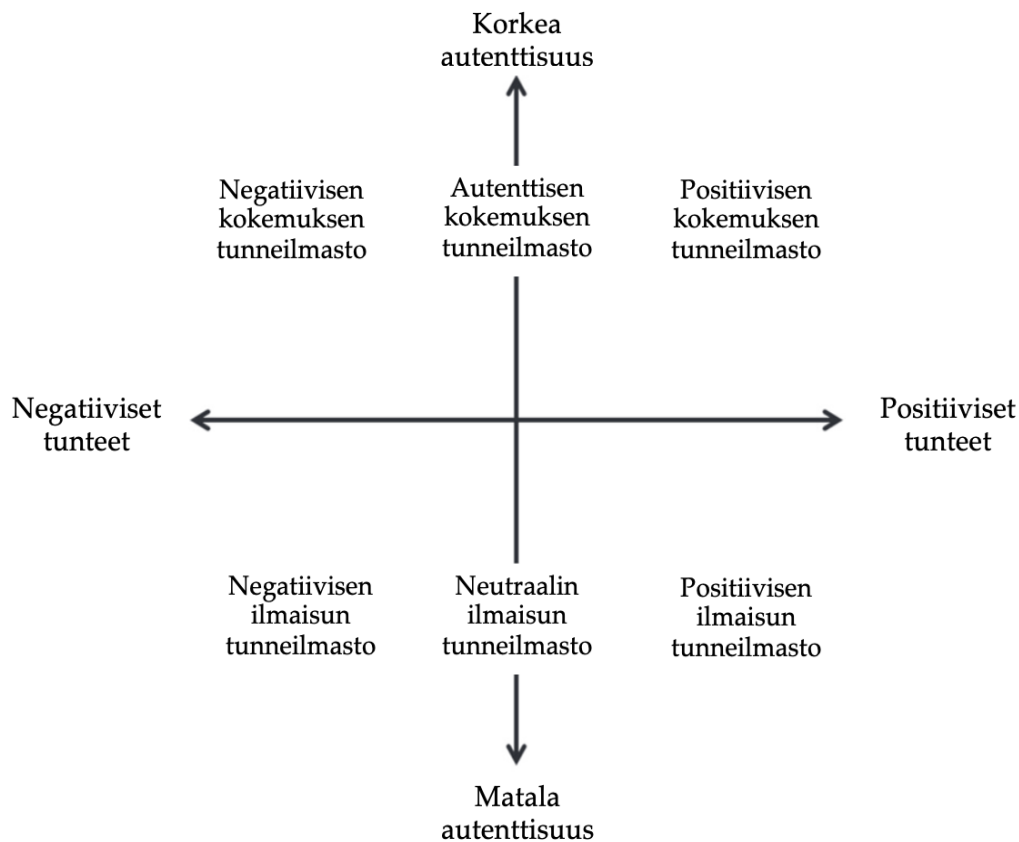 Korkea
autenttisuus
Negatiivisen
kokemuksen
tunneilmasto
Autenttisen
kokemuksen
tunneilmasto
Positiivisen
kokemuksen
tunneilmasto
Negatiiviset
tunteet
Positiiviset
tunteet
Negatiivisen
ilmaisun
tunneilmasto
Neutraalin
ilmaisun
tunneilmasto
Positiivisen
ilmaisun
tunneilmasto
Matala
autenttisuus